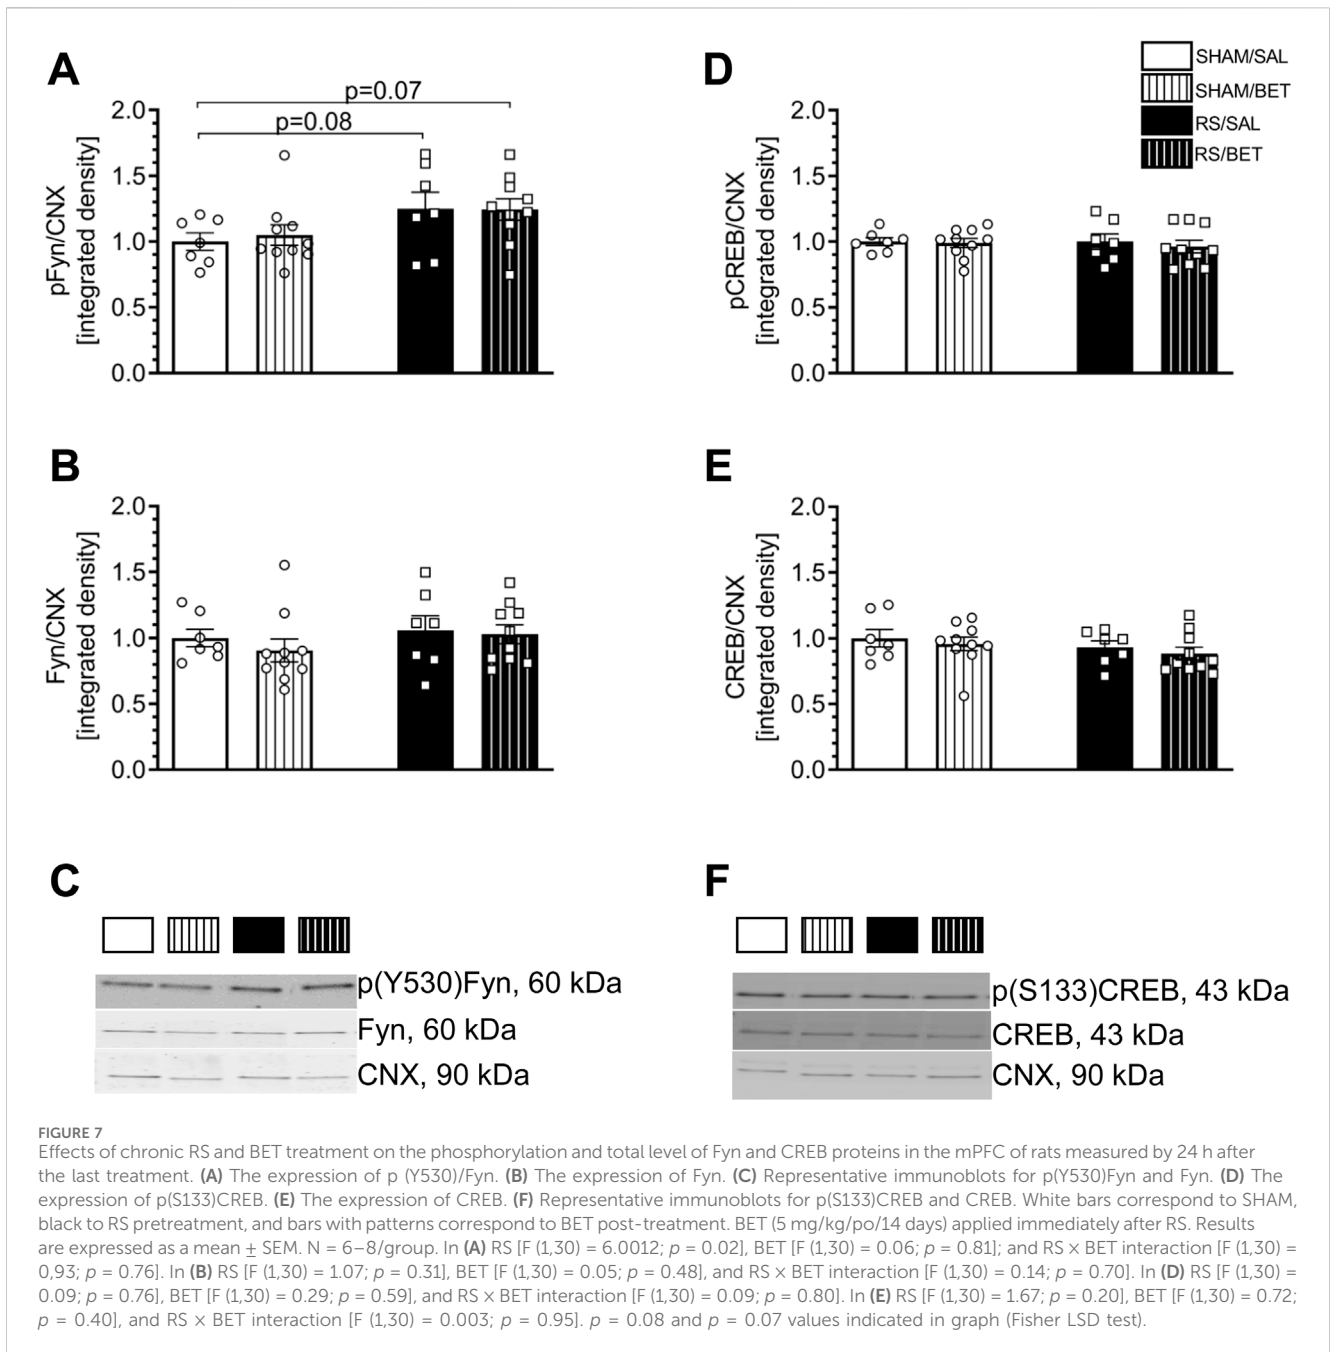 A
p=0.07
p=0.08
pFyn/CNX
[integrated density]
2.0
1.5
1.0
0.5
0.0
D
pCREB/CNX
[integrated density]
2.0
1.5
1.0
0.5
0.0
SHAM/SAL
SHAM/BET
RS/SAL
RS/BET
B
Fyn/CNX
[integrated density]
2.0
1.5
1.0
0.5
0.0
E
CREB/CNX
[integrated density]
2.0
1.5
1.0
0.5
0.0
C
p(Y530)Fyn, 60 kDa
Fyn, 60 kDa
CNX, 90 kDa
F
p(S133)CREB, 43 kDa
CREB, 43 kDa
CNX, 90 kDa
FIGURE 7
Effects of chronic RS and BET treatment on the phosphorylation and total level of Fyn and CREB proteins in the mPFC of rats measured by 24 h after
the last treatment. (A) The expression of p (Y530)/Fyn. (B) The expression of Fyn. (C) Representative immunoblots for p(Y530)Fyn and Fyn. (D) The
expression of p(S133)CREB. (E) The expression of CREB. (F) Representative immunoblots for p(S133)CREB and CREB. White bars correspond to SHAM,
black to RS pretreatment, and bars with patterns correspond to BET post-treatment. BET (5 mg/kg/po/14 days) applied immediately after RS. Results
are expressed as a mean ± SEM. N = 6–8/group. In (A) RS [F (1,30) = 6.0012; p = 0.02], BET [F (1,30) = 0.06; p = 0.81]; and RS × BET interaction [F (1,30) =
0,93; p = 0.76]. In (B) RS [F (1,30) = 1.07; p = 0.31], BET [F (1,30) = 0.05; p = 0.48], and RS × BET interaction [F (1,30) = 0.14; p = 0.70]. In (D) RS [F (1,30) =
0.09; p = 0.76], BET [F (1,30) = 0.29; p = 0.59], and RS × BET interaction [F (1,30) = 0.09; p = 0.80]. In (E) RS [F (1,30) = 1.67; p = 0.20], BET [F (1,30) = 0.72;
p = 0.40], and RS × BET interaction [F (1,30) = 0.003; p = 0.95]. p = 0.08 and p = 0.07 values indicated in graph (Fisher LSD test).